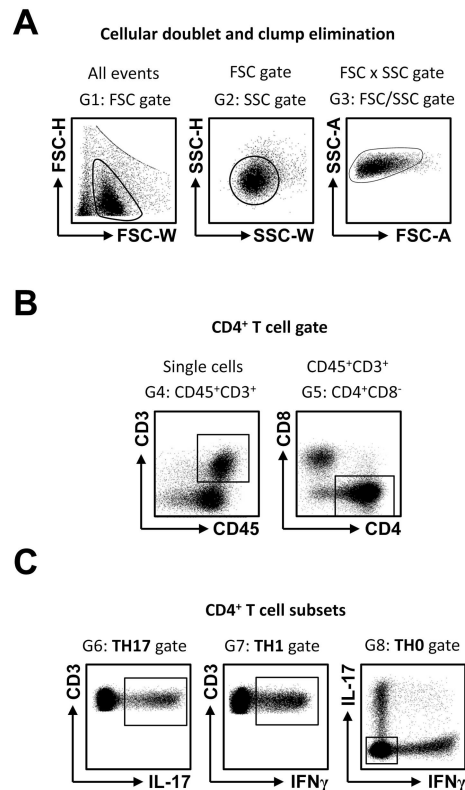 A
Cellular doublet and clump elimination
All events
G1: FSC gate
FSC gate
G2: SSC gate
FSC x SSC gate
G3: FSC/SSC gate
FSC-H
FSC-W
SSC-H
SSC-W
SSC-A
FSC-A
B
CD4⁺ T cell gate
Single cells
G4: CD45⁺CD3⁺
CD45⁺CD3⁺
G5: CD4⁺CD8⁻
CD3
CD45
CD8
CD4
C
CD4⁺ T cell subsets
G6: TH17 gate
G7: TH1 gate
G8: TH0 gate
CD3
IL-17
CD3
IFNγ
IL-17
IFNγ